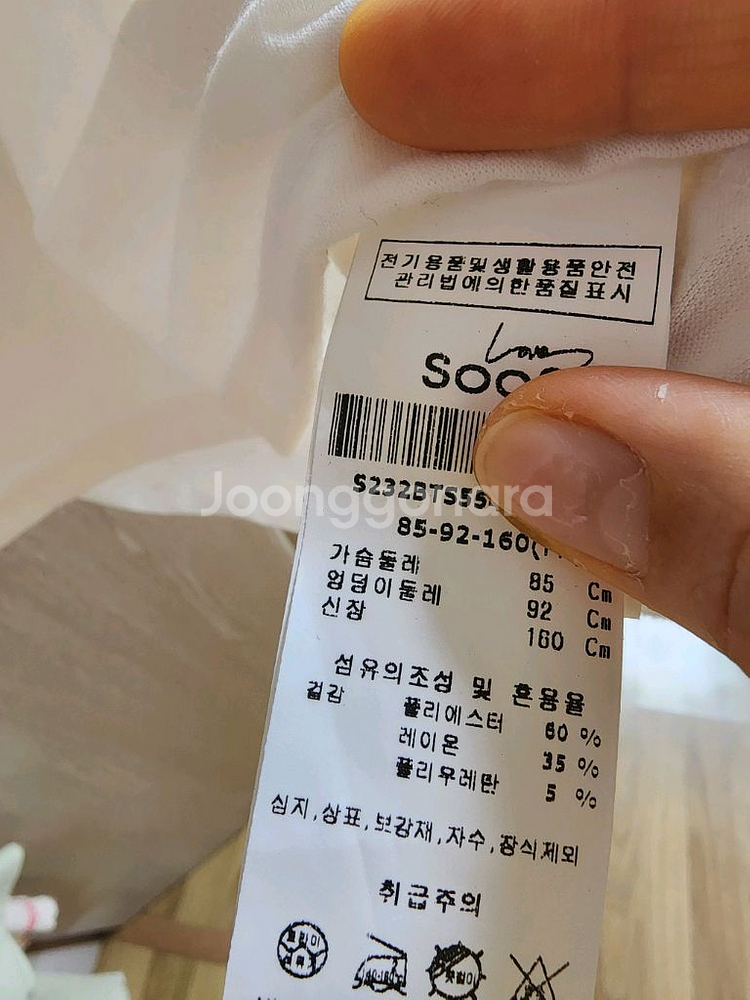 전기용품및생활용품안전
관리법에의한품질표시
Love
Joonggonara
85-92-160(
가슴둘레 85 Cm
엉덩이둘레 92 Cm
신장 160 Cm
섬유의조성 및 혼용율
겉감 폴리에스터 60 %
레이온 35 %
폴리우레탄 5 %
심지,상표,보강재,자수,장식제외
취급주의